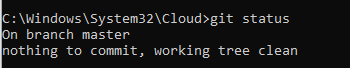 C:\Windows\System32\Cloud>git status
On branch master
nothing to commit, working tree clean